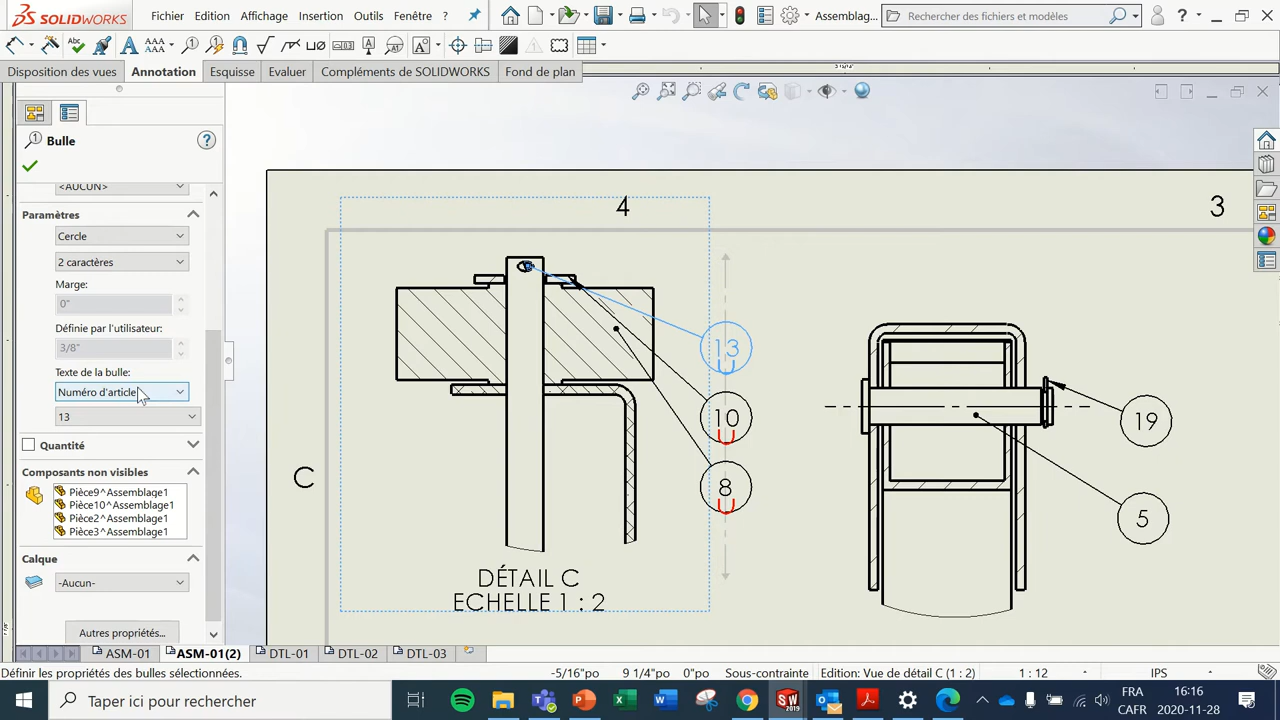 SOLIDWORKS Fichier Edition Affichage Insertion Outils Fenêtre ? Assemblag... Rechercher des fichiers et modèles ?
Disposition des vues Annotation Esquisse Evaluer Compléments de SOLIDWORKS Fond de plan
Bulle ?
<AUCUN>
Paramètres
Cercle
2 caractères
Marge:
0"
Définie par l'utilisateur:
3/8"
Texte de la bulle:
Numéro d'article
13
Quantité
Composants non visibles
Pièce9^Assemblage1
Pièce10^Assemblage1
Pièce2^Assemblage1
Pièce3^Assemblage1
Calque
-Aucun-
Autres propriétés...
4
3
C
13
10
8
19
5
DÉTAIL C
ECHELLE 1 : 2
ASM-01 ASM-01(2) DTL-01 DTL-02 DTL-03
Définir les propriétés des bulles sélectionnées. -5/16"po 9 1/4"po 0"po Sous-contrainte Edition: Vue de détail C (1 : 2) 1 : 12 IPS
Taper ici pour rechercher
FRA
CAFR
16:16
2020-11-28